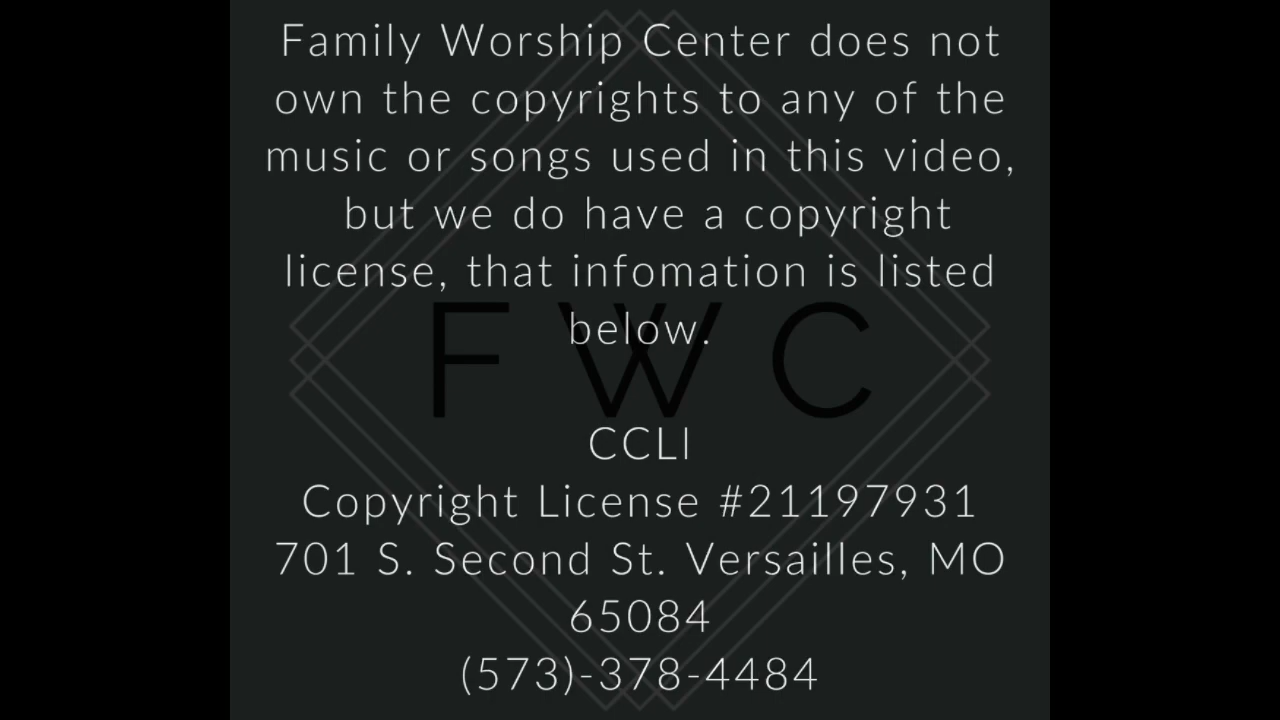 Family Worship Center does not
own the copyrights to any of the
music or songs used in this video,
but we do have a copyright
license, that infomation is listed
below.
F W C
CCLI
Copyright License #21197931
701 S. Second St. Versailles, MO
65084
(573)-378-4484